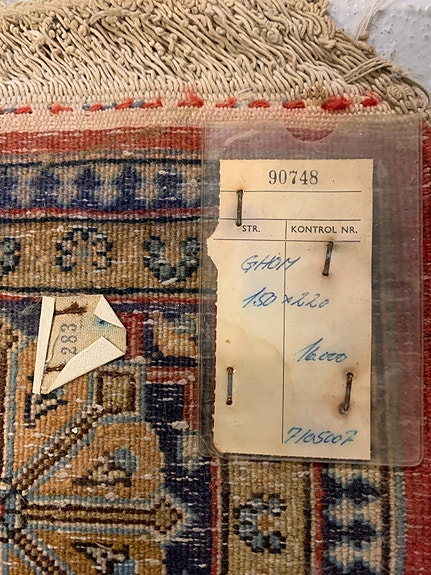 90748
STR. KONTROL NR.
GHOM
150 x 220
16.000
7105007
283